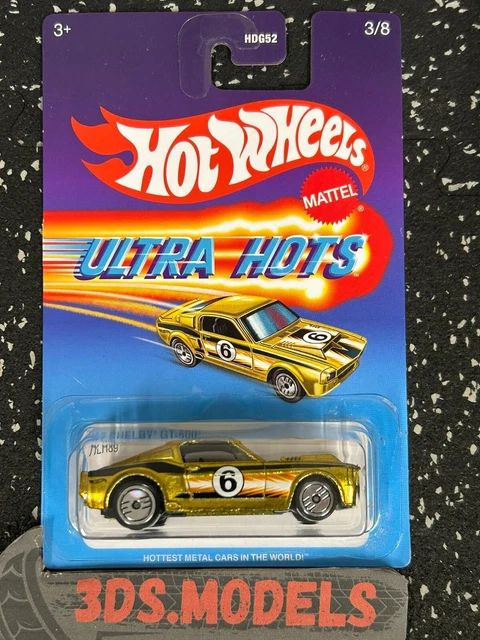 3+
HDG52
3/8
Hot Wheels®
MATTEL
®
ULTRA HOTS
6
SHELBY GT-500
6
HOTTEST METAL CARS IN THE WORLD!™
3DS.MODELS